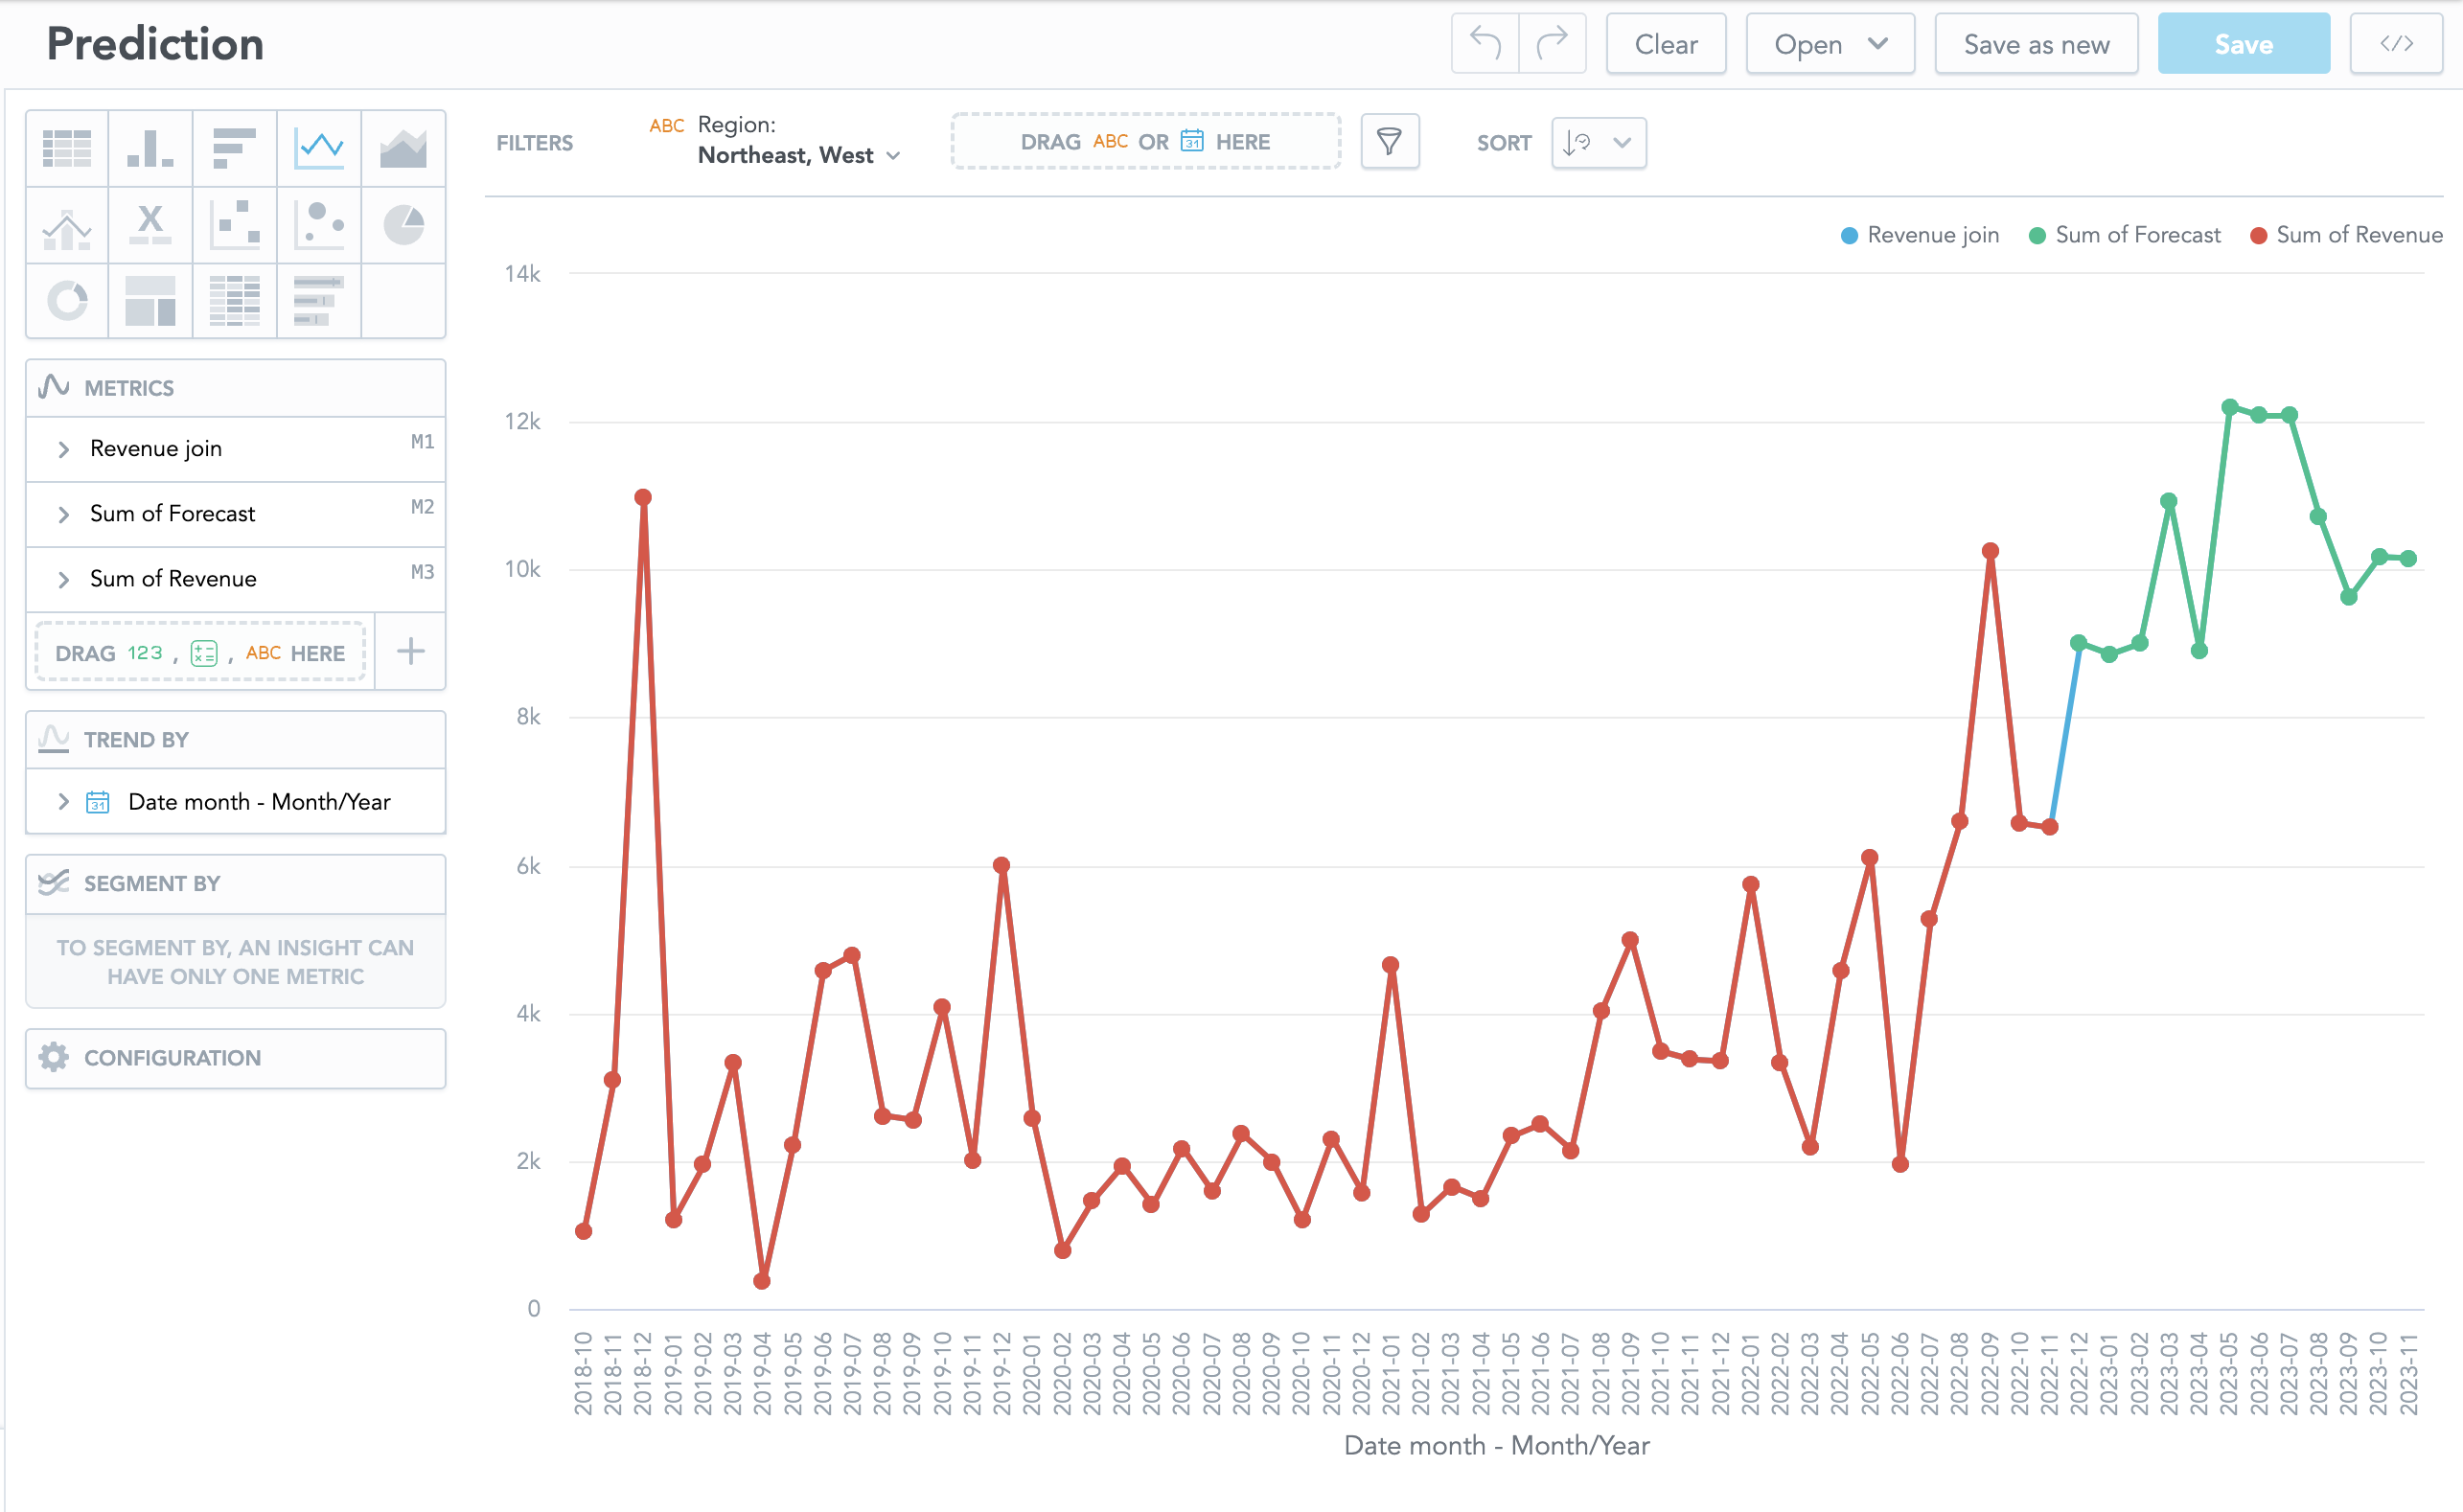 Prediction
Clear
Open
Save as new
Save
</>
FILTERS
ABC Region:
Northeast, West
DRAG ABC OR 31 HERE
SORT
X
METRICS
Revenue join M1
Sum of Forecast M2
Sum of Revenue M3
DRAG 123 , , ABC HERE
TREND BY
31 Date month - Month/Year
SEGMENT BY
TO SEGMENT BY, AN INSIGHT CAN
HAVE ONLY ONE METRIC
CONFIGURATION
Revenue join
Sum of Forecast
Sum of Revenue
14k
12k
10k
8k
6k
4k
2k
0
2018-10
2018-11
2018-12
2019-01
2019-02
2019-03
2019-04
2019-05
2019-06
2019-07
2019-08
2019-09
2019-10
2019-11
2019-12
2020-01
2020-02
2020-03
2020-04
2020-05
2020-06
2020-07
2020-08
2020-09
2020-10
2020-11
2020-12
2021-01
2021-02
2021-03
2021-04
2021-05
2021-06
2021-07
2021-08
2021-09
2021-10
2021-11
2021-12
2022-01
2022-02
2022-03
2022-04
2022-05
2022-06
2022-07
2022-08
2022-09
2022-10
2022-11
2022-12
2023-01
2023-02
2023-03
2023-04
2023-05
2023-06
2023-07
2023-08
2023-09
2023-10
2023-11
Date month - Month/Year